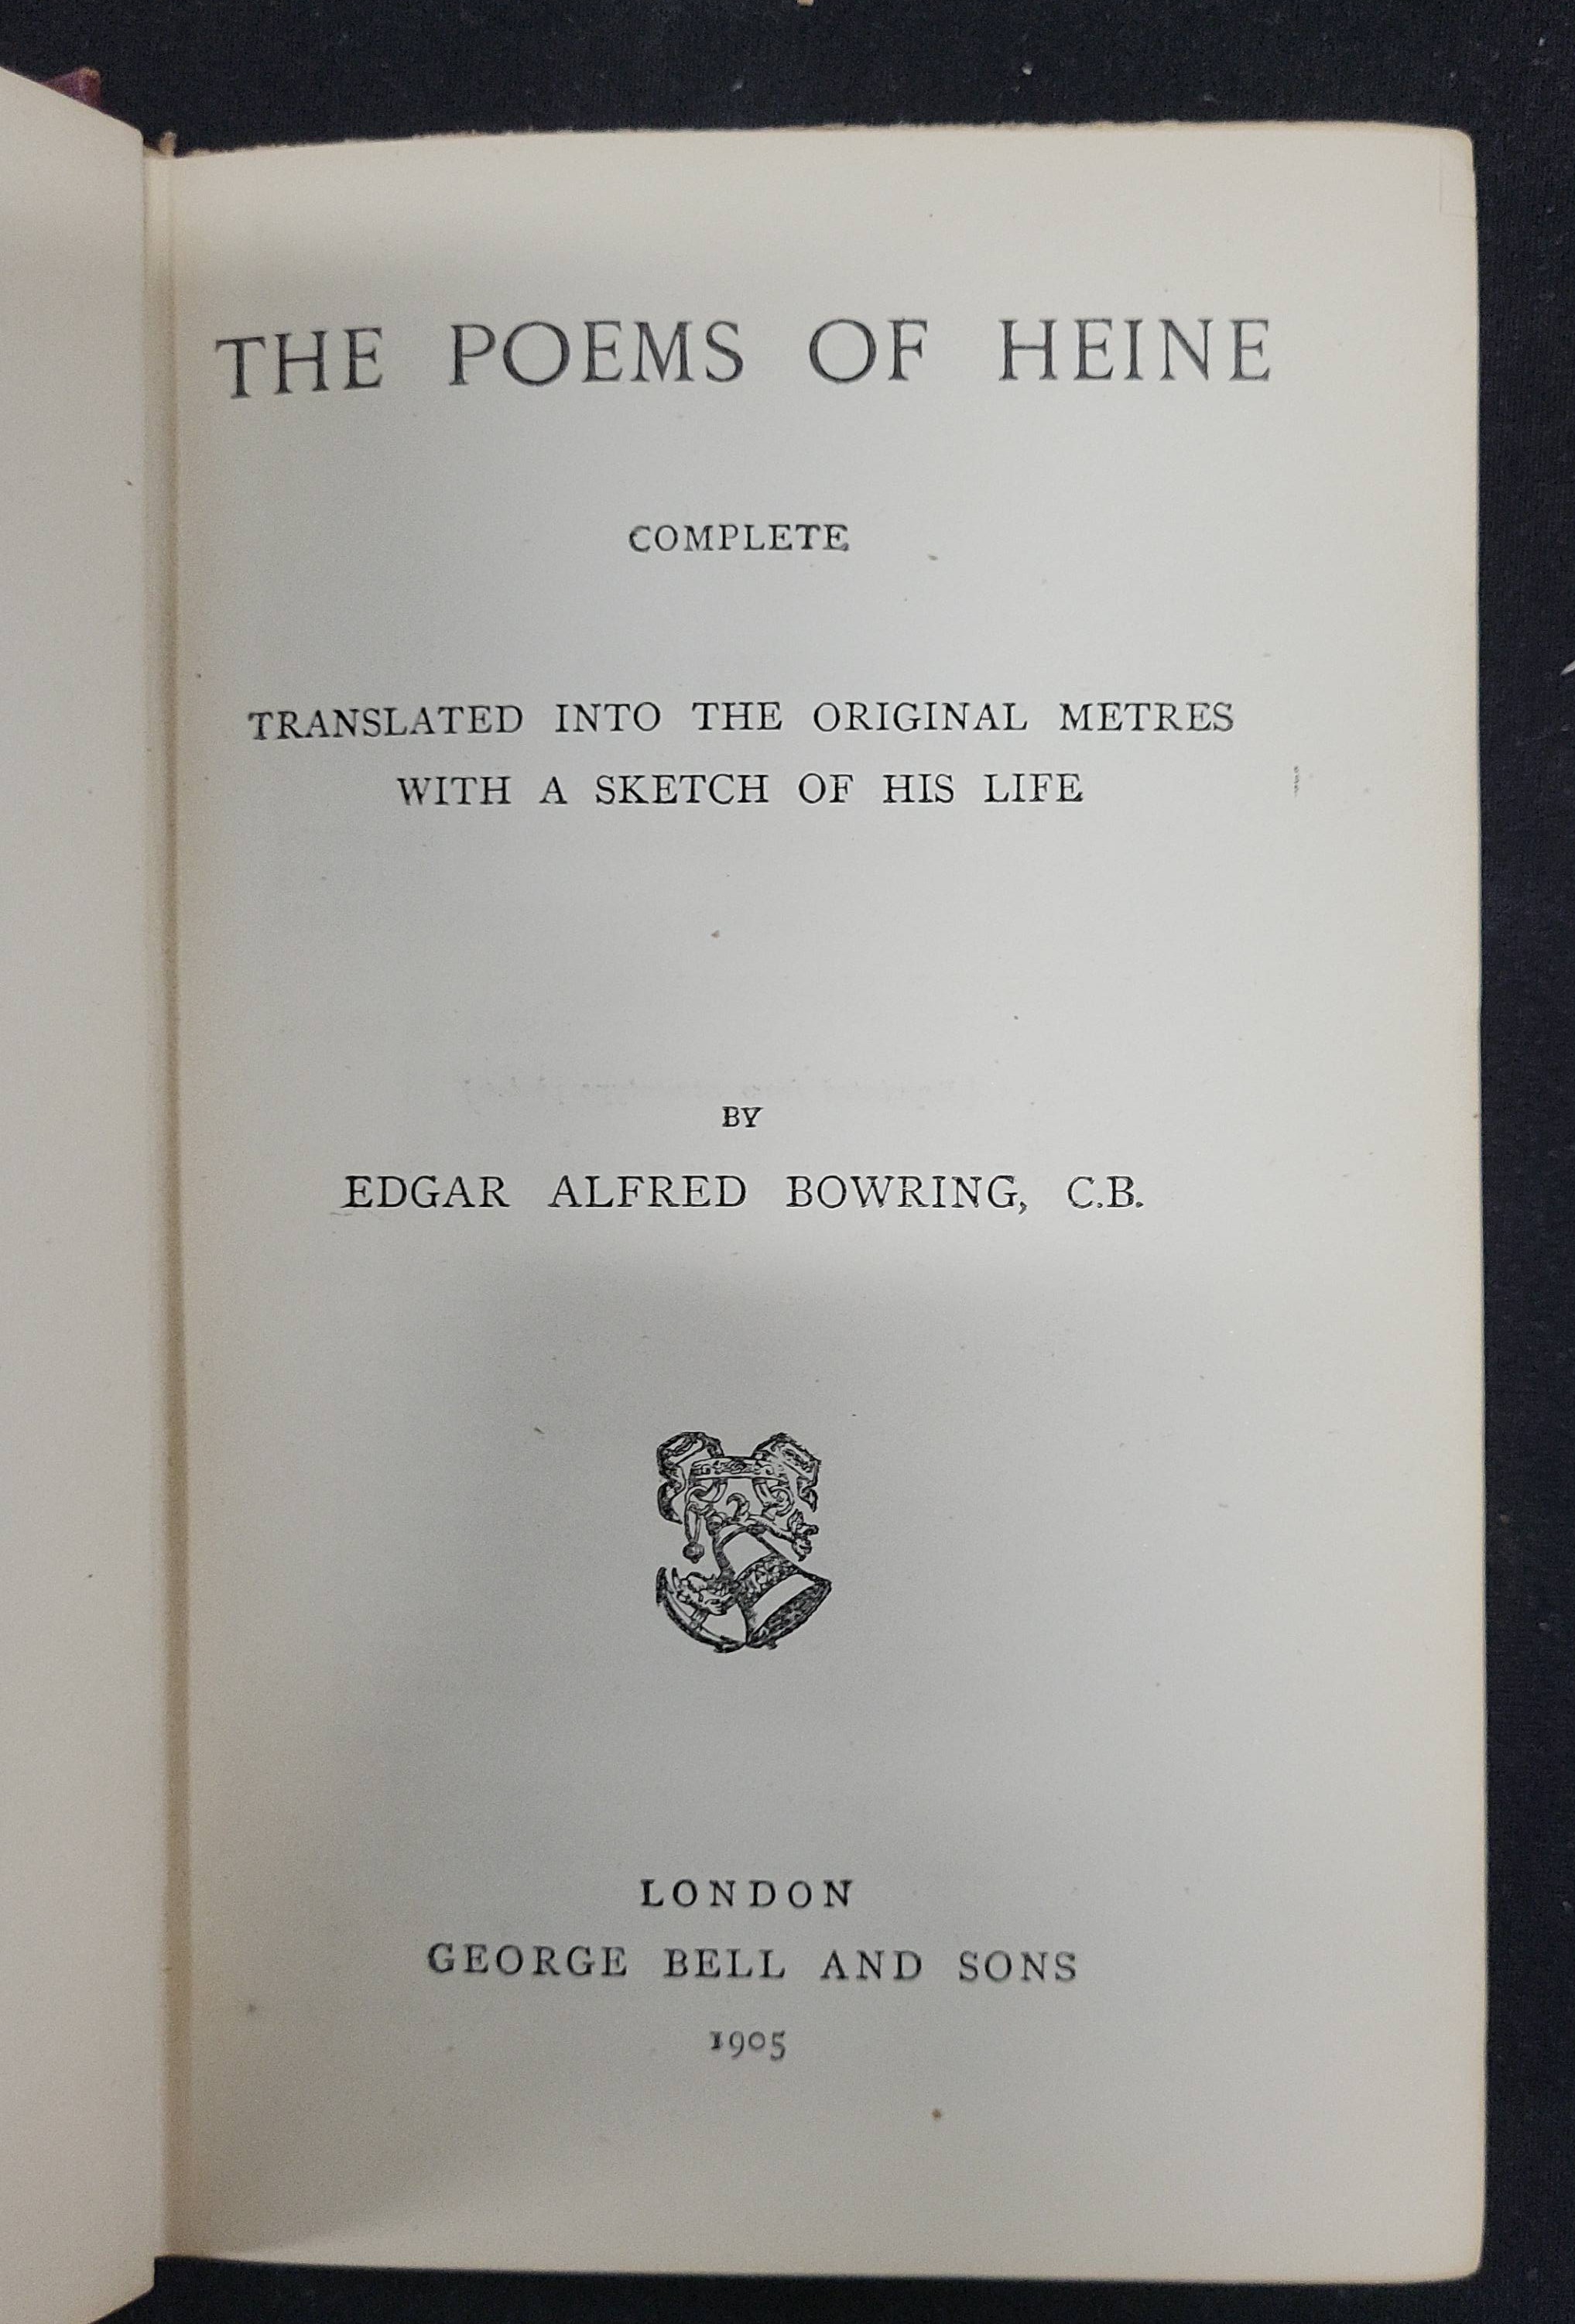 THE POEMS OF HEINE
COMPLETE
TRANSLATED INTO THE ORIGINAL METRES
WITH A SKETCH OF HIS LIFE
BY
EDGAR ALFRED BOWRING, C.B.
LONDON
GEORGE BELL AND SONS
1905